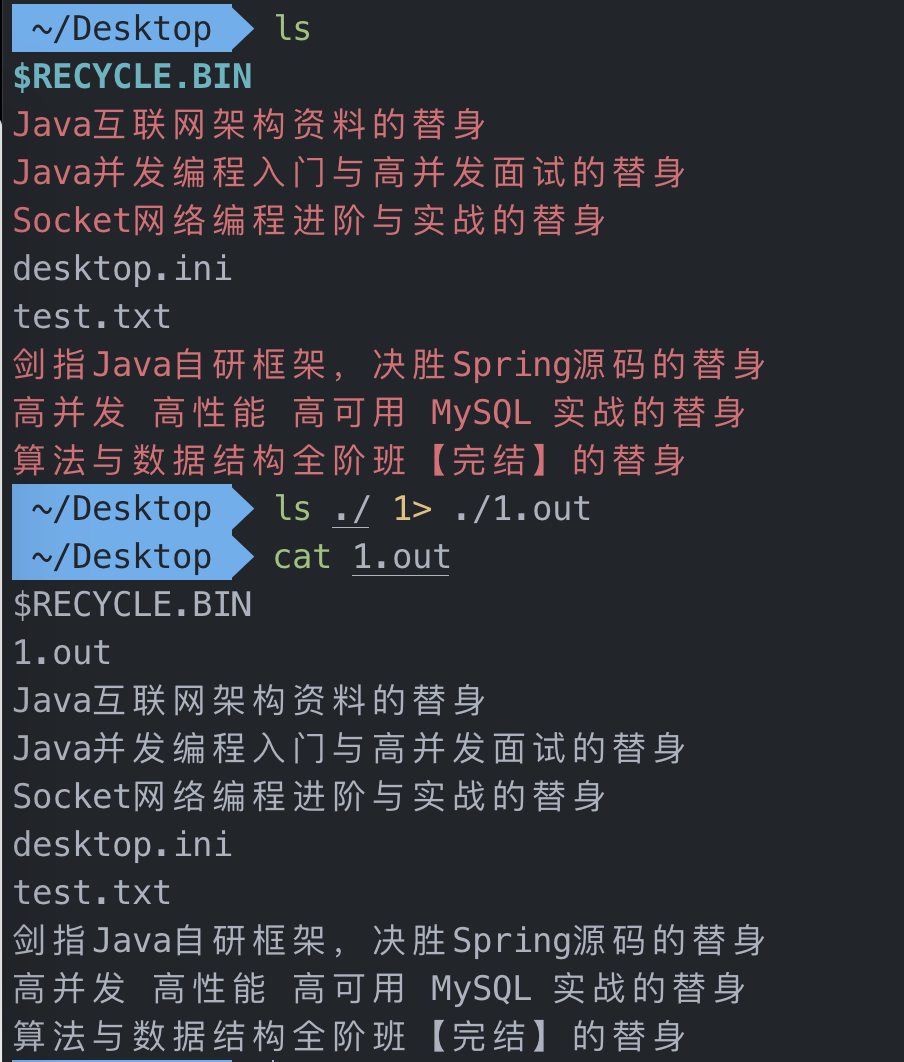 ~/Desktop ls
$RECYCLE.BIN
Java互联网架构资料的替身
Java并发编程入门与高并发面试的替身
Socket网络编程进阶与实战的替身
desktop.ini
test.txt
剑指Java自研框架，决胜Spring源码的替身
高并发 高性能 高可用 MySQL 实战的替身
算法与数据结构全阶班【完结】的替身
~/Desktop ls ./ 1> ./1.out
~/Desktop cat 1.out
$RECYCLE.BIN
1.out
Java互联网架构资料的替身
Java并发编程入门与高并发面试的替身
Socket网络编程进阶与实战的替身
desktop.ini
test.txt
剑指Java自研框架，决胜Spring源码的替身
高并发 高性能 高可用 MySQL 实战的替身
算法与数据结构全阶班【完结】的替身